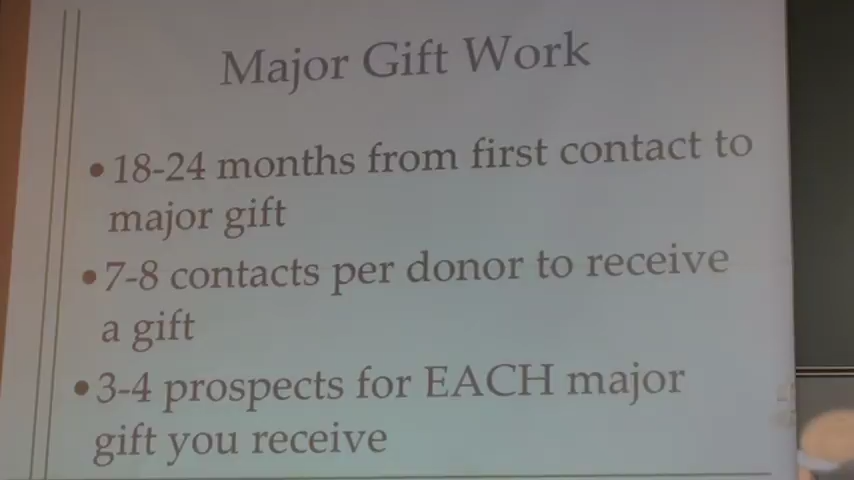 Major Gift Work
• 18-24 months from first contact to
major gift
• 7-8 contacts per donor to receive
a gift
• 3-4 prospects for EACH major
gift you receive